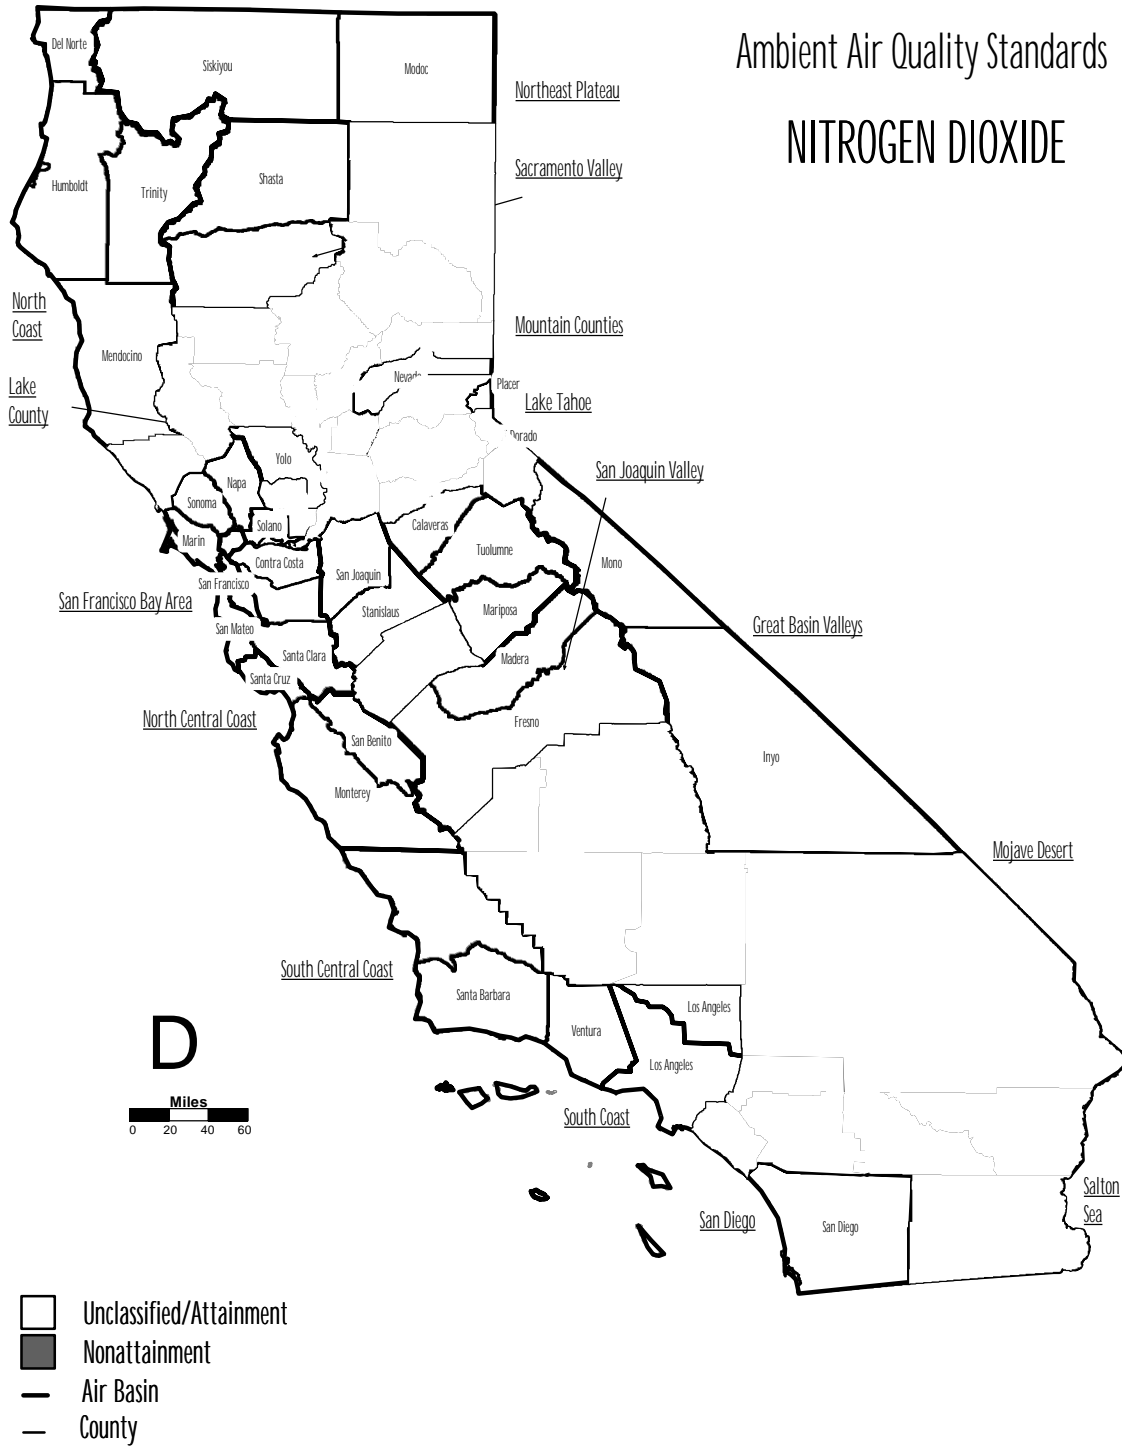 Ambient Air Quality Standards
NITROGEN DIOXIDE
Del Norte
Siskiyou
Modoc
Northeast Plateau
Sacramento Valley
Humboldt
Trinity
Shasta
North
Coast
Mendocino
Mountain Counties
Lake
County
Nevada
Placer
Lake Tahoe
Dorado
San Joaquin Valley
Yolo
Napa
Sonoma
Solano
Marin
Calaveras
Tuolumne
Mono
Contra Costa
San Francisco
San Joaquin
San Francisco Bay Area
Stanislaus
Mariposa
San Mateo
Great Basin Valleys
Santa Clara
Madera
Santa Cruz
North Central Coast
Fresno
San Benito
Inyo
Monterey
Mojave Desert
South Central Coast
Santa Barbara
Los Angeles
Ventura
Los Angeles
D
Miles
0 20 40 60
South Coast
Salton
Sea
San Diego
San Diego
Unclassified/Attainment
Nonattainment
Air Basin
County